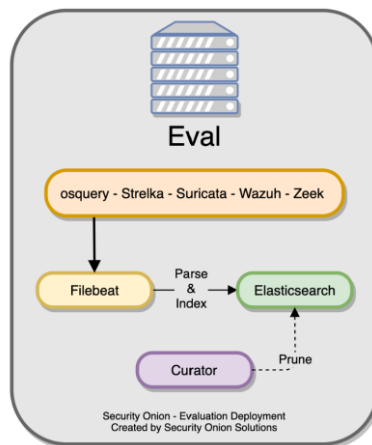 Eval
osquery - Strelka - Suricata - Wazuh - Zeek
Filebeat
Parse
&
Index
Elasticsearch
Curator
Prune
Security Onion - Evaluation Deployment
Created by Security Onion Solutions